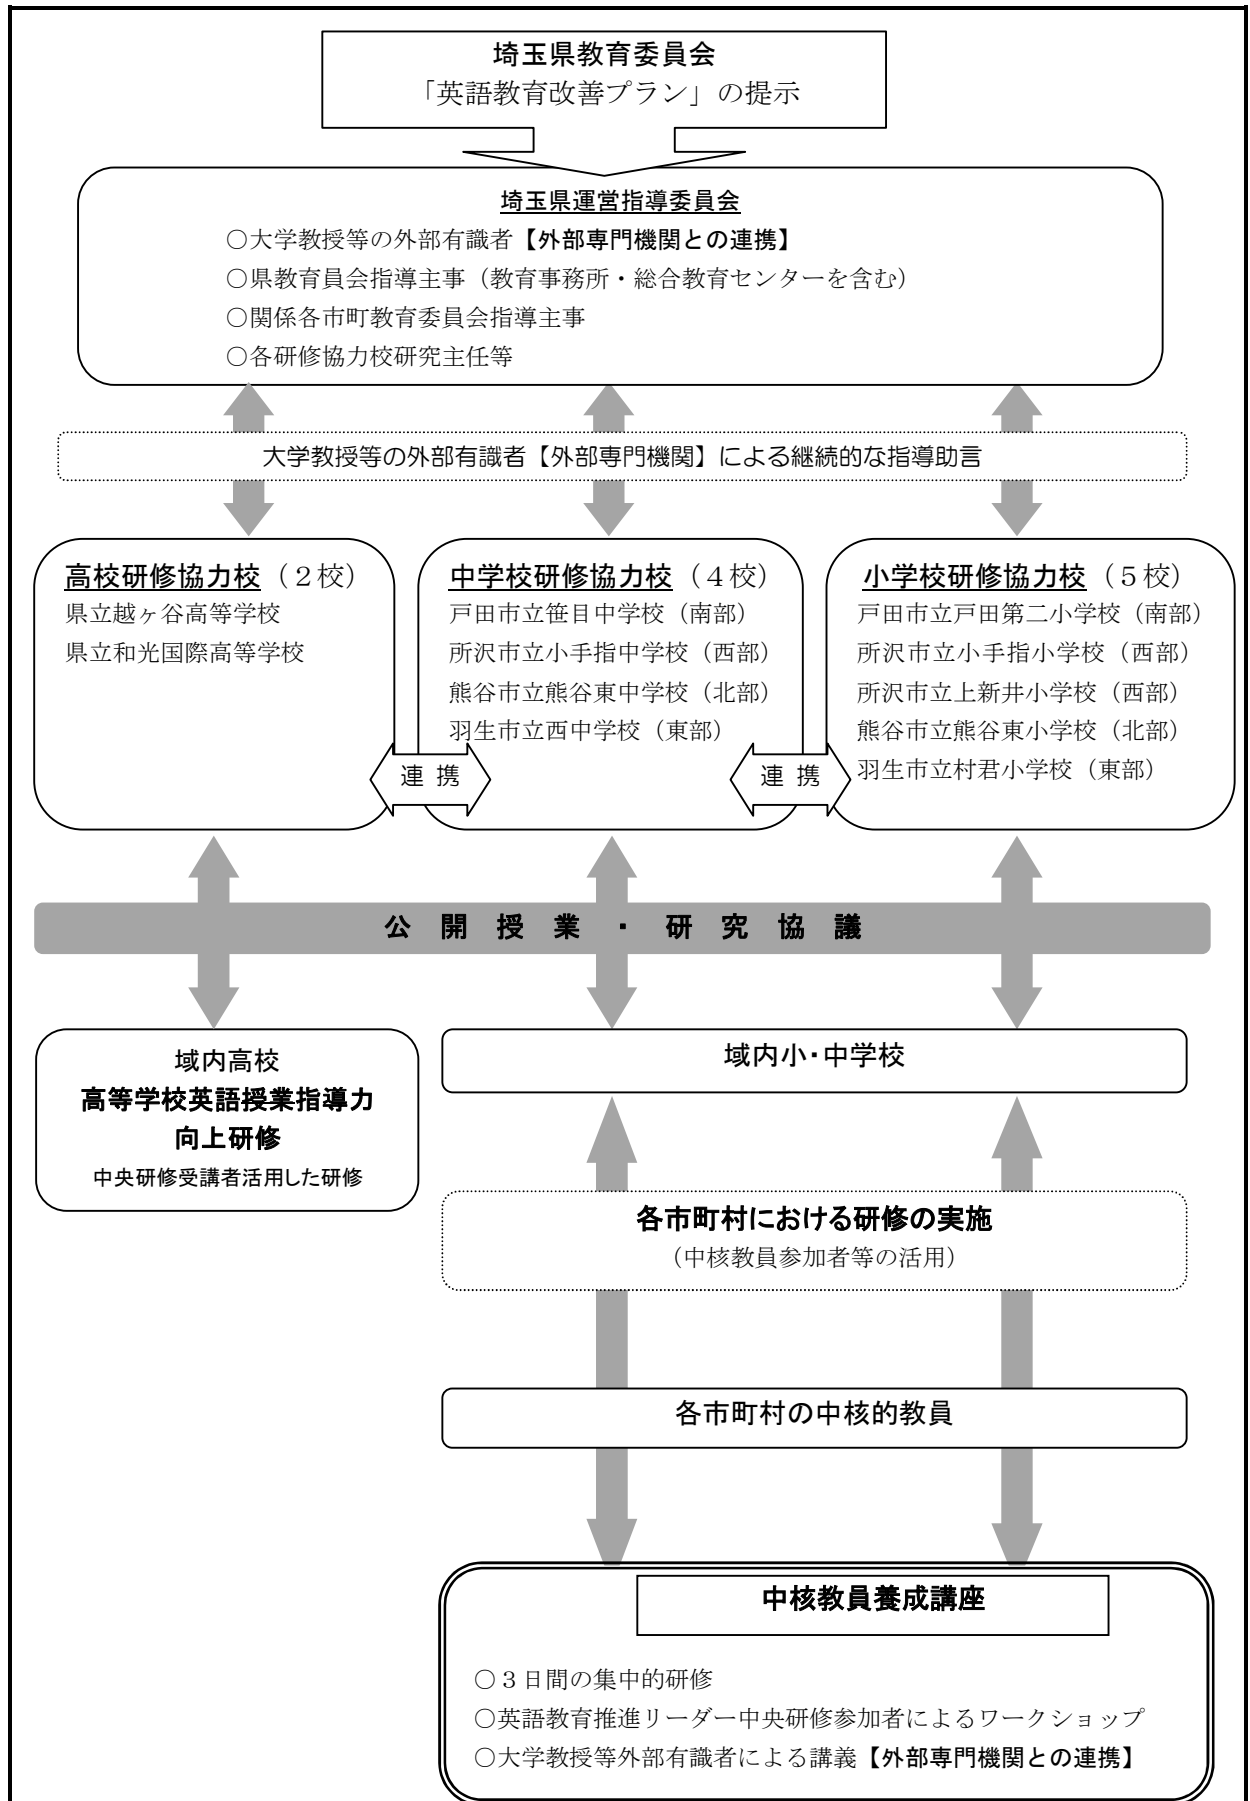 埼玉県教育委員会
「英語教育改善プラン」の提示
埼玉県運営指導委員会
○大学教授等の外部有識者【外部専門機関との連携】
○県教育員会指導主事（教育事務所・総合教育センターを含む）
○関係各市町教育委員会指導主事
○各研修協力校研究主任等
大学教授等の外部有識者【外部専門機関】による継続的な指導助言
高校研修協力校（２校）
県立越ヶ谷高等学校
県立和光国際高等学校
中学校研修協力校（４校）
戸田市立笹目中学校（南部）
所沢市立小手指中学校（西部）
熊谷市立熊谷東中学校（北部）
羽生市立西中学校（東部）
小学校研修協力校（５校）
戸田市立戸田第二小学校（南部）
所沢市立小手指小学校（西部）
所沢市立上新井小学校（西部）
熊谷市立熊谷東小学校（北部）
羽生市立村君小学校（東部）
連 携
連 携
公 開 授 業 ・ 研 究 協 議
域内高校
高等学校英語授業指導力
向上研修
中央研修受講者活用した研修
域内小・中学校
各市町村における研修の実施
（中核教員参加者等の活用）
各市町村の中核的教員
中核教員養成講座
○３日間の集中的研修
○英語教育推進リーダー中央研修参加者によるワークショップ
○大学教授等外部有識者による講義【外部専門機関との連携】